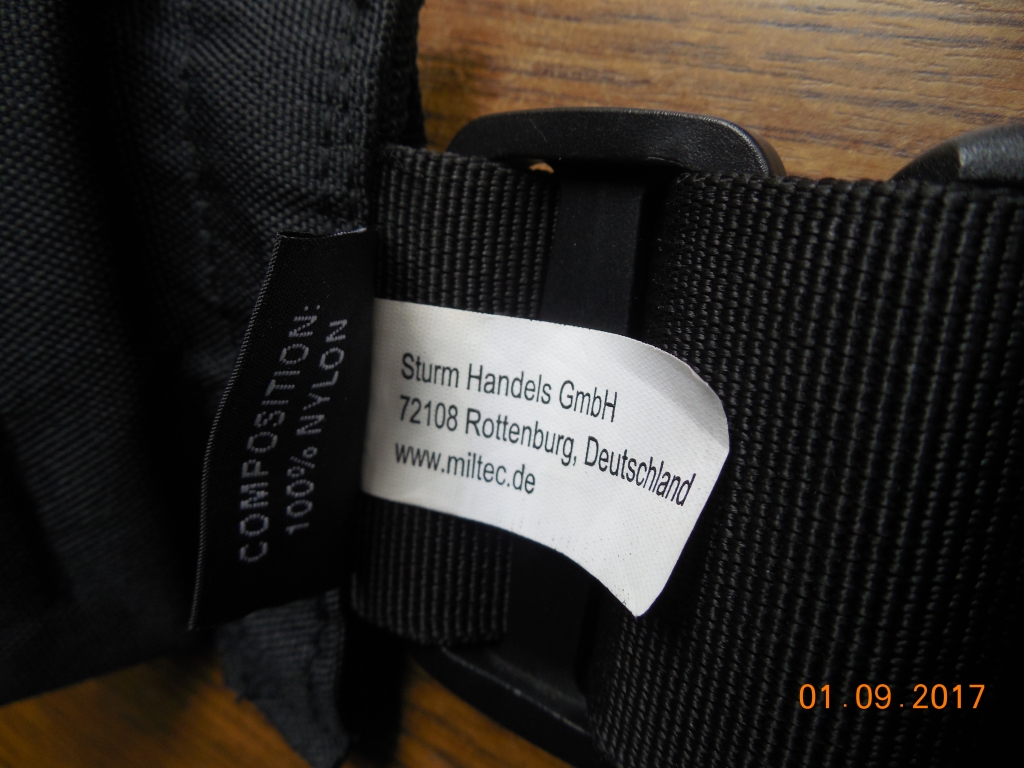 COMPOSITION:
100% NYLON
Sturm Handels GmbH
72108 Rottenburg, Deutschland
www.miltec.de
01.09.2017